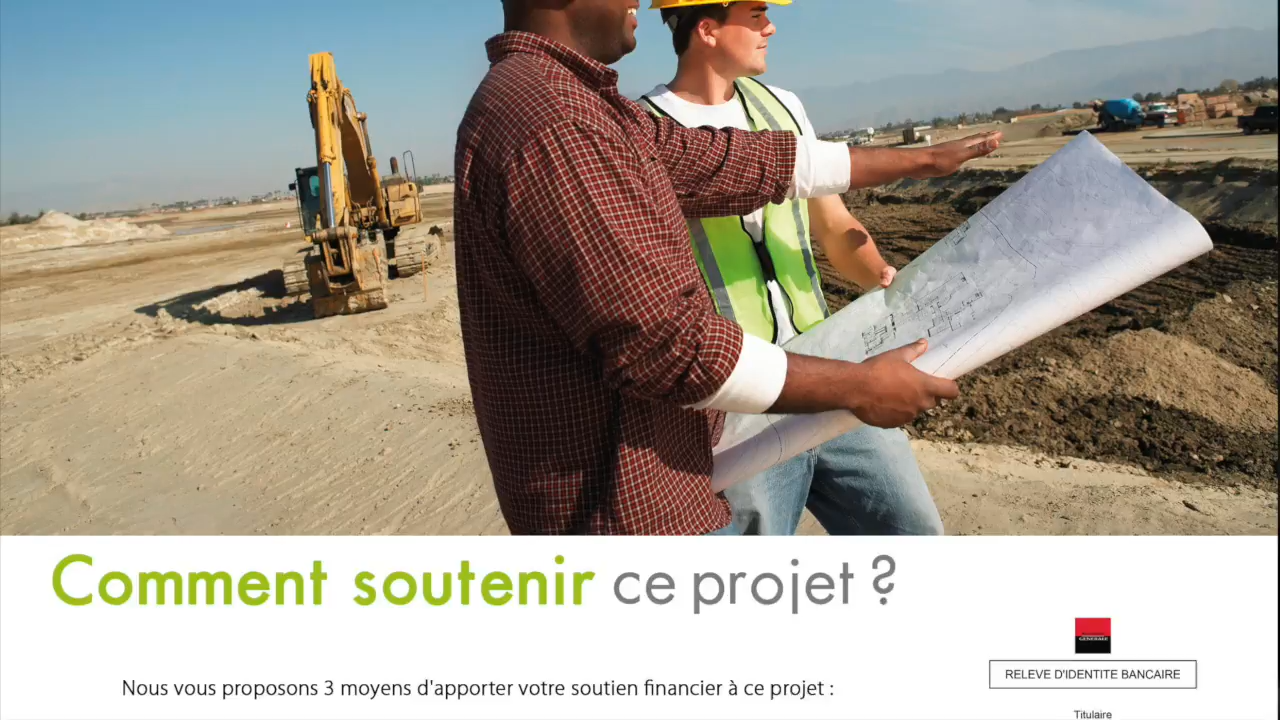 Comment soutenir ce projet ?
GENERALE
RELEVE D'IDENTITE BANCAIRE
Nous vous proposons 3 moyens d'apporter votre soutien financier à ce projet :
Titulaire